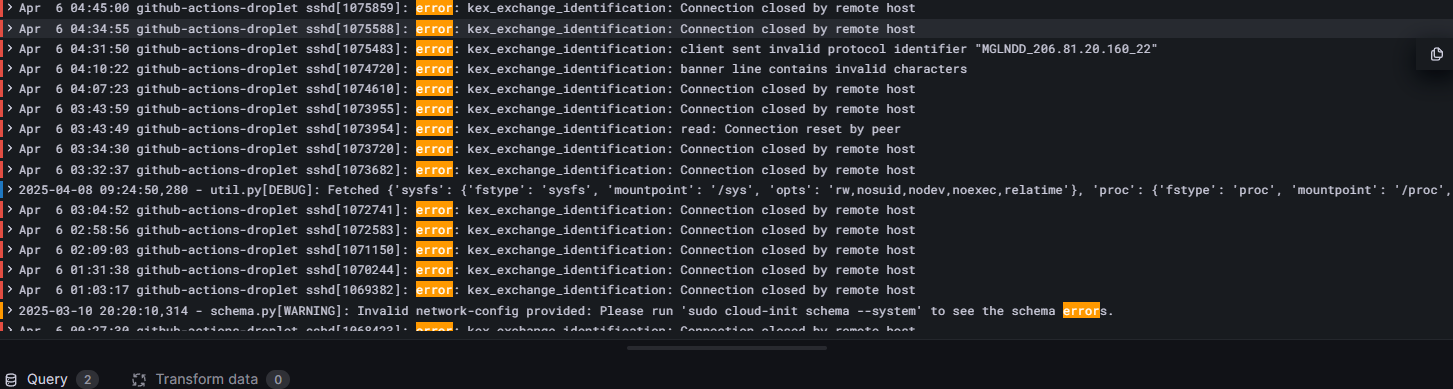 Apr  6 04:45:00 github-actions-droplet sshd[1075859]: error: kex_exchange_identification: Connection closed by remote host
Apr  6 04:34:55 github-actions-droplet sshd[1075588]: error: kex_exchange_identification: Connection closed by remote host
Apr  6 04:31:50 github-actions-droplet sshd[1075483]: error: kex_exchange_identification: client sent invalid protocol identifier "MGLNDD_206.81.20.160_22"
Apr  6 04:10:22 github-actions-droplet sshd[1074720]: error: kex_exchange_identification: banner line contains invalid characters
Apr  6 04:07:23 github-actions-droplet sshd[1074610]: error: kex_exchange_identification: Connection closed by remote host
Apr  6 03:43:59 github-actions-droplet sshd[1073955]: error: kex_exchange_identification: Connection closed by remote host
Apr  6 03:43:49 github-actions-droplet sshd[1073954]: error: kex_exchange_identification: read: Connection reset by peer
Apr  6 03:34:30 github-actions-droplet sshd[1073720]: error: kex_exchange_identification: Connection closed by remote host
Apr  6 03:32:37 github-actions-droplet sshd[1073682]: error: kex_exchange_identification: Connection closed by remote host
2025-04-08 09:24:50,280 - util.py[DEBUG]: Fetched {'sysfs': {'fstype': 'sysfs', 'mountpoint': '/sys', 'opts': 'rw,nosuid,nodev,noexec,relatime'}, 'proc': {'fstype': 'proc', 'mountpoint': '/proc',
Apr  6 03:04:52 github-actions-droplet sshd[1072741]: error: kex_exchange_identification: Connection closed by remote host
Apr  6 02:58:56 github-actions-droplet sshd[1072583]: error: kex_exchange_identification: Connection closed by remote host
Apr  6 02:09:03 github-actions-droplet sshd[1071150]: error: kex_exchange_identification: Connection closed by remote host
Apr  6 01:31:38 github-actions-droplet sshd[1070244]: error: kex_exchange_identification: Connection closed by remote host
Apr  6 01:03:17 github-actions-droplet sshd[1069382]: error: kex_exchange_identification: Connection closed by remote host
2025-03-10 20:20:10,314 - schema.py[WARNING]: Invalid network-config provided: Please run 'sudo cloud-init schema --system' to see the schema errors.
Apr  6 00:27:30 github-actions-droplet sshd[1068423]: error: kex_exchange_identification: Connection closed by remote host
Query 2 Transform data 0